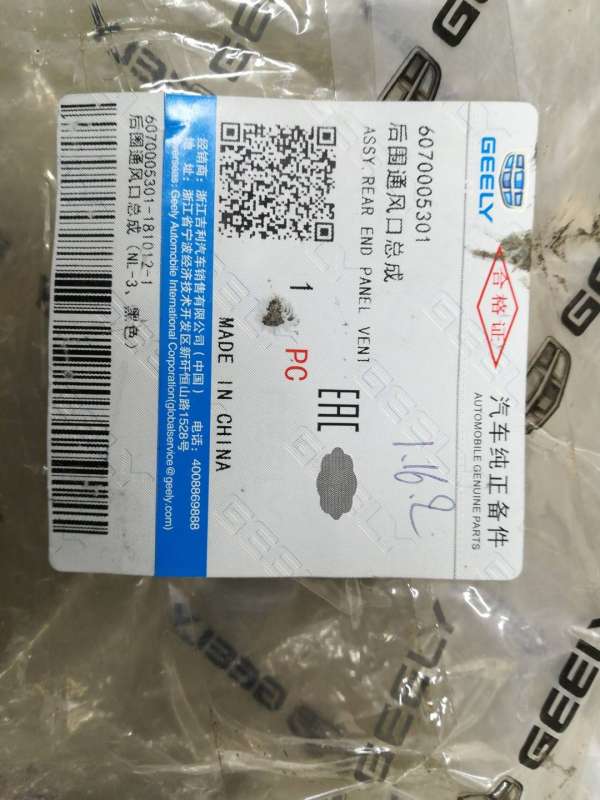 GEELY
合格证
汽车纯正备件
AUTOMOBILE GENUINE PARTS
6070005301
后围通风口总成
ASSY,REAR END PANEL VENT
1 PC
EAC
1.16.2
MADE IN CHINA
经销商：浙江吉利汽车销售有限公司（中国） 电话：4008869888
地 址：浙江省宁波经济技术开发区新矸恒山路1528号
Overseas: Geely Automobile International Corporation(globalservice@geely.com)
6070005301-181012-1
后围通风口总成（NL-3、黑色）
GEELY
GEELY
GEELY